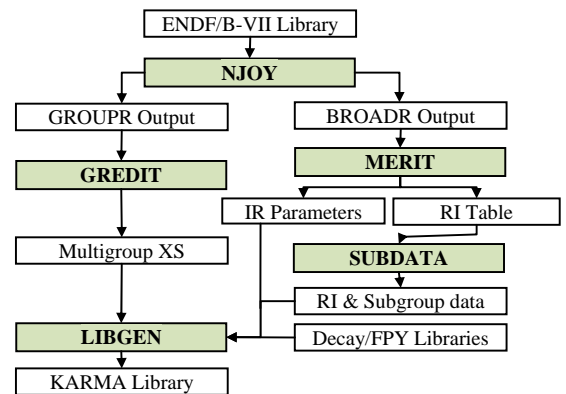 ENDF/B-VII Library
NJOY
GROUPR Output
BROADR Output
GREDIT
MERIT
IR Parameters
RI Table
Multigroup XS
SUBDATA
RI & Subgroup data
LIBGEN
Decay/FPY Libraries
KARMA Library